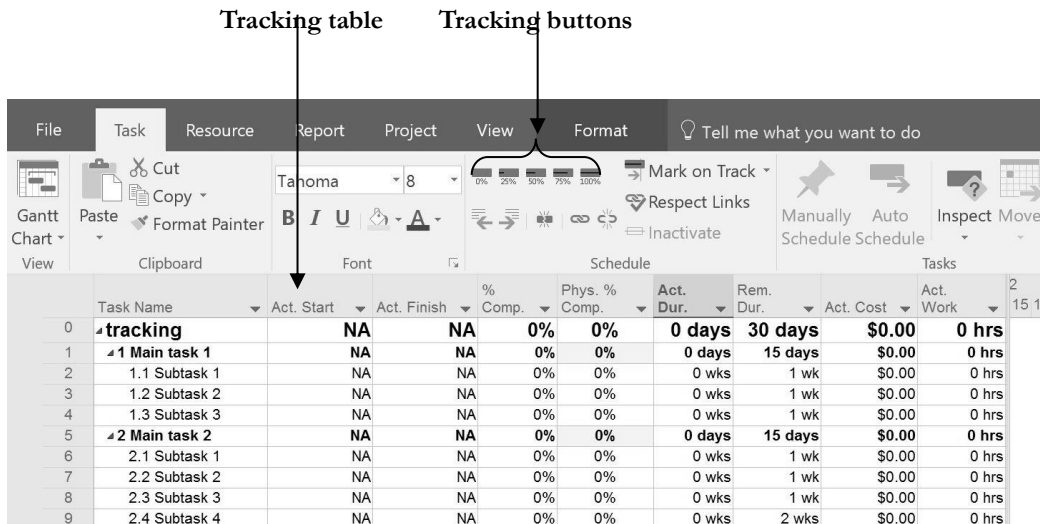 Tracking table Tracking buttons
File Task Resource Report Project View Format Tell me what you want to do
Cut
Copy
Format Painter
Paste
Gantt
Chart
Tahoma 8
B I U A
0% 25% 50% 75% 100%
Mark on Track
Respect Links
Inactivate
Manually
Schedule
Auto
Schedule
Inspect
Move
View Clipboard Font Schedule Tasks
Task Name Act. Start Act. Finish % Comp. Phys. % Comp. Act. Dur. Rem. Dur. Act. Cost Act. Work 2
15 1
0 tracking NA NA 0% 0% 0 days 30 days $0.00 0 hrs
1 1 Main task 1 NA NA 0% 0% 0 days 15 days $0.00 0 hrs
2 1.1 Subtask 1 NA NA 0% 0% 0 wks 1 wk $0.00 0 hrs
3 1.2 Subtask 2 NA NA 0% 0% 0 wks 1 wk $0.00 0 hrs
4 1.3 Subtask 3 NA NA 0% 0% 0 wks 1 wk $0.00 0 hrs
5 2 Main task 2 NA NA 0% 0% 0 days 15 days $0.00 0 hrs
6 2.1 Subtask 1 NA NA 0% 0% 0 wks 1 wk $0.00 0 hrs
7 2.2 Subtask 2 NA NA 0% 0% 0 wks 1 wk $0.00 0 hrs
8 2.3 Subtask 3 NA NA 0% 0% 0 wks 1 wk $0.00 0 hrs
9 2.4 Subtask 4 NA NA 0% 0% 0 wks 2 wks $0.00 0 hrs